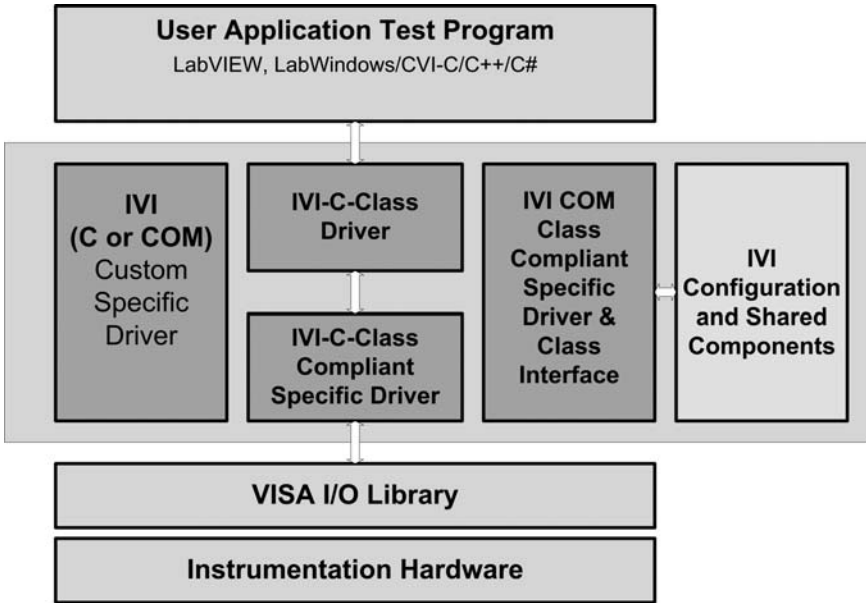 User Application Test Program
LabVIEW, LabWindows/CVI-C/C++/C#
IVI
(C or COM)
Custom
Specific
Driver
IVI-C-Class
Driver
IVI-C-Class
Compliant
Specific Driver
IVI COM
Class
Compliant
Specific
Driver &
Class
Interface
IVI
Configuration
and Shared
Components
VISA I/O Library
Instrumentation Hardware